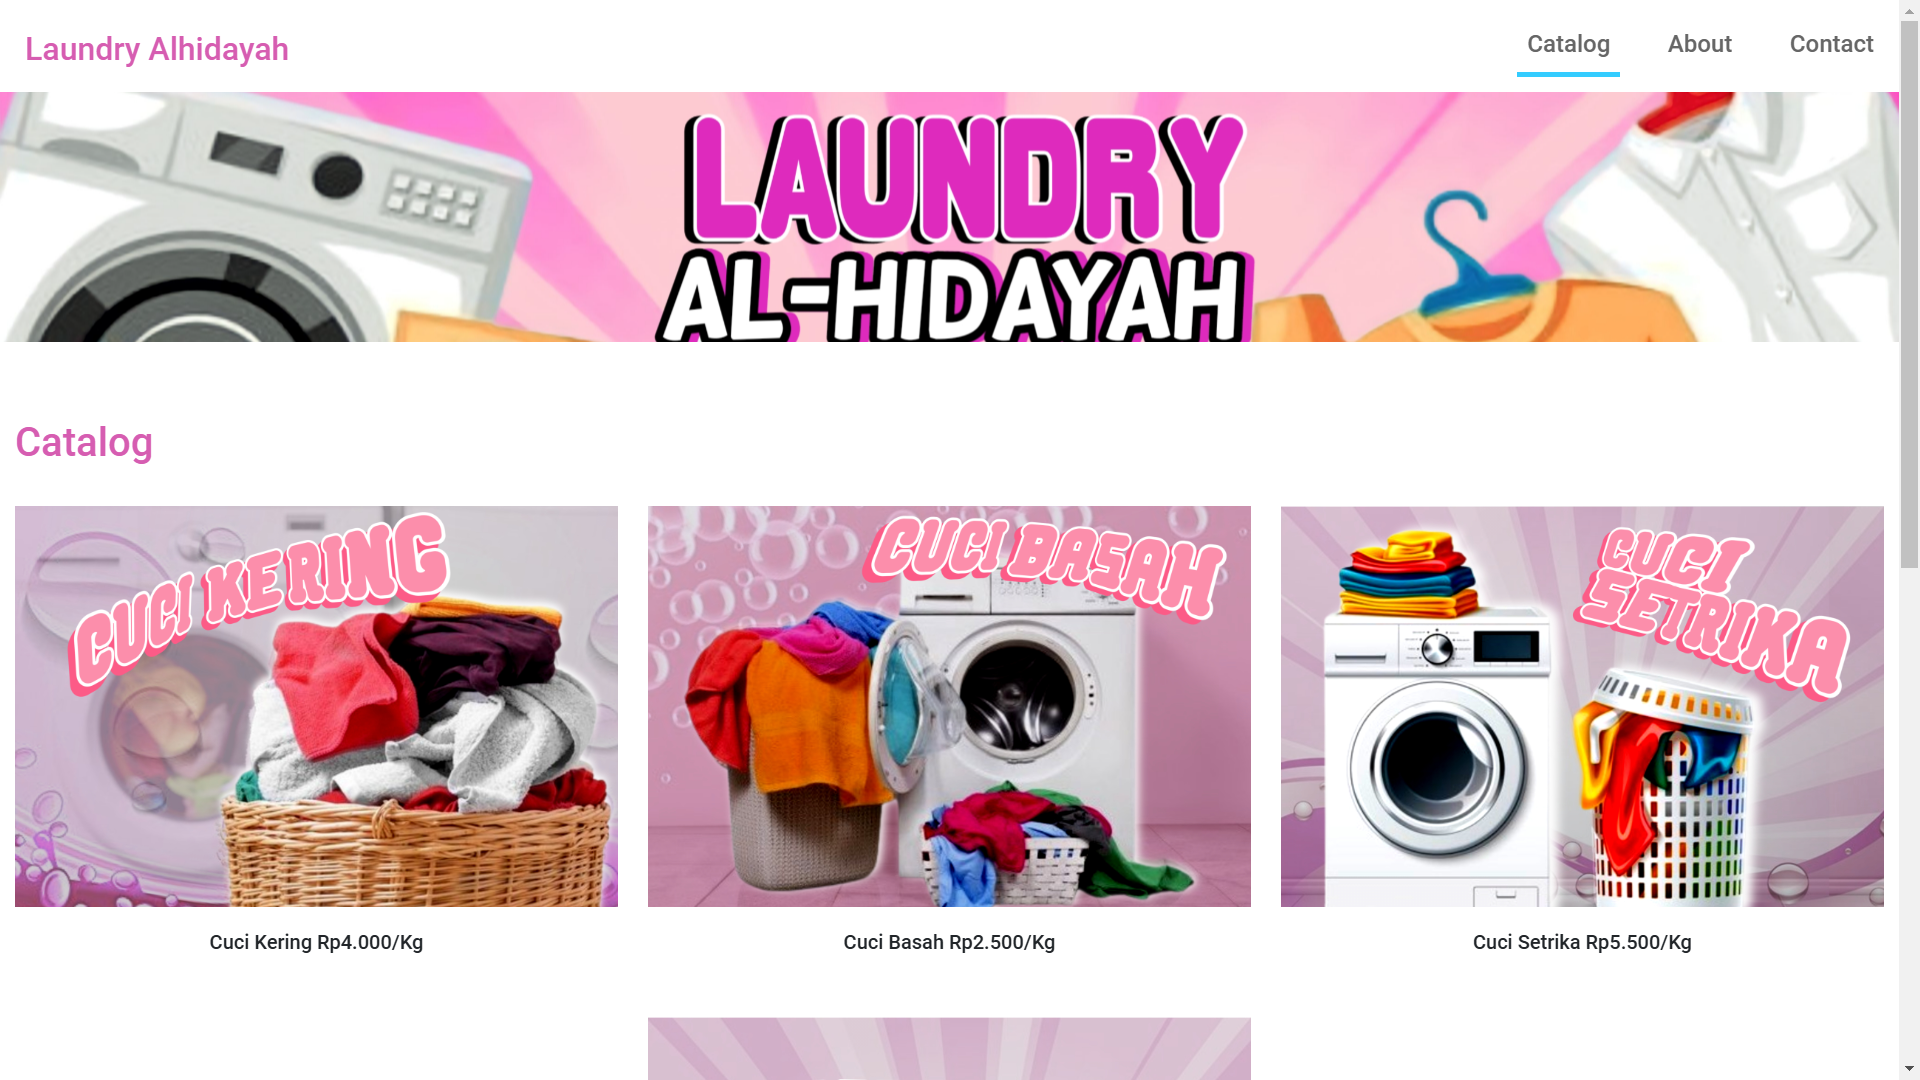 Laundry Alhidayah
Catalog
About
Contact
LAUNDRY
AL-HIDAYAH
Catalog
CUCI KERING
CUCI BASAH
CUCI
SETRIKA
Cuci Kering Rp4.000/Kg
Cuci Basah Rp2.500/Kg
Cuci Setrika Rp5.500/Kg